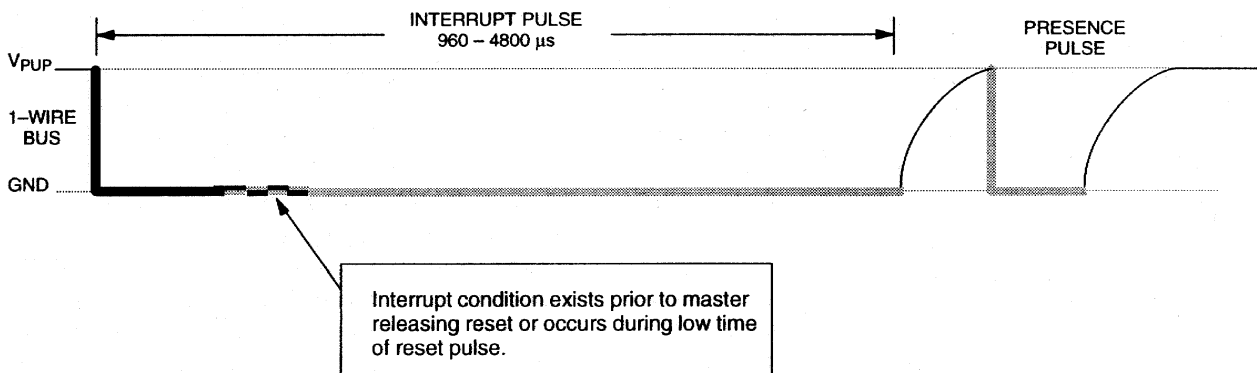 INTERRUPT PULSE
960 – 4800 µs
PRESENCE
PULSE
VPUP
1–WIRE
BUS
GND
Interrupt condition exists prior to master
releasing reset or occurs during low time
of reset pulse.